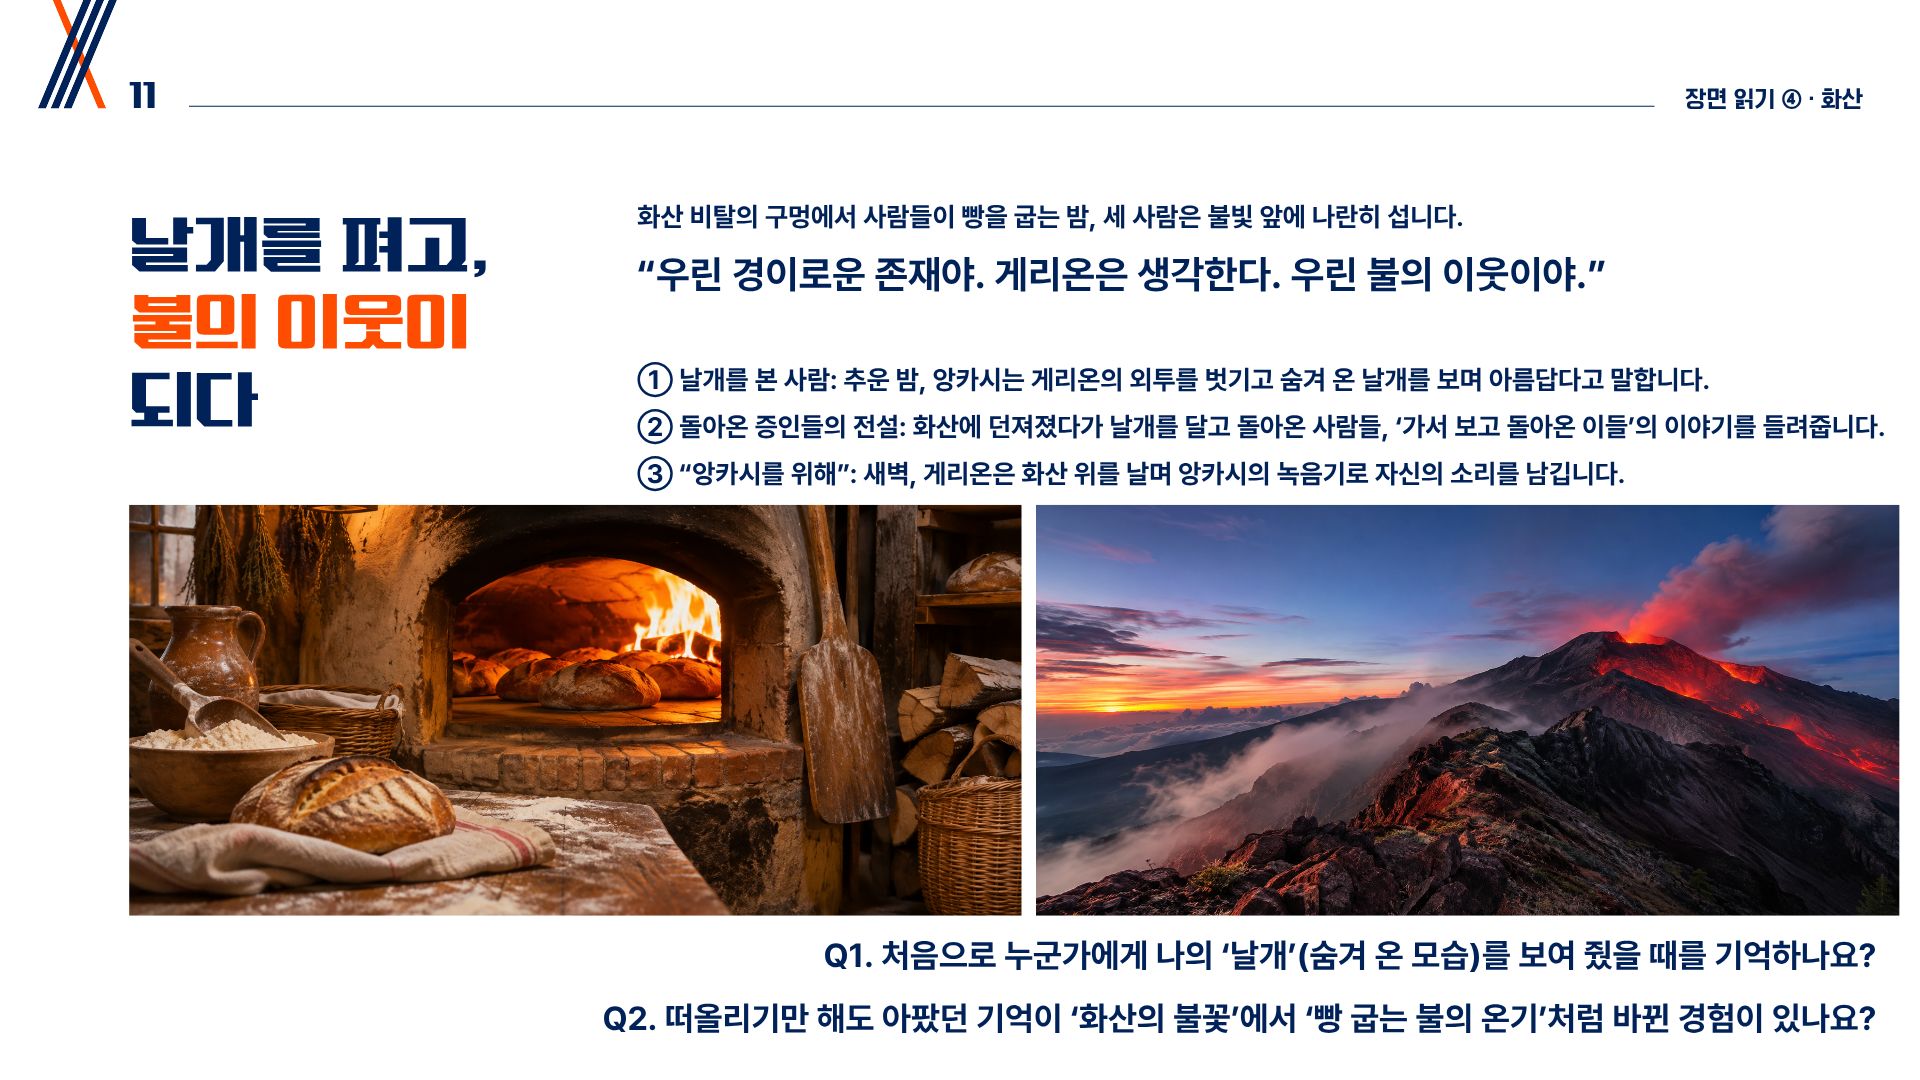 11
장면 읽기 ④ · 화산
날개를 펴고,
불의 이웃이
되다
화산 비탈의 구멍에서 사람들이 빵을 굽는 밤, 세 사람은 불빛 앞에 나란히 섭니다.
“우린 경이로운 존재야. 게리온은 생각한다. 우린 불의 이웃이야.”
① 날개를 본 사람: 추운 밤, 앙카시는 게리온의 외투를 벗기고 숨겨 온 날개를 보며 아름답다고 말합니다.
② 돌아온 증인들의 전설: 화산에 던져졌다가 날개를 달고 돌아온 사람들, ‘가서 보고 돌아온 이들’의 이야기를 들려줍니다.
③ “앙카시를 위해”: 새벽, 게리온은 화산 위를 날며 앙카시의 녹음기로 자신의 소리를 남깁니다.
Q1. 처음으로 누군가에게 나의 ‘날개’(숨겨 온 모습)를 보여 줬을 때를 기억하나요?
Q2. 떠올리기만 해도 아팠던 기억이 ‘화산의 불꽃’에서 ‘빵 굽는 불의 온기’처럼 바뀐 경험이 있나요?